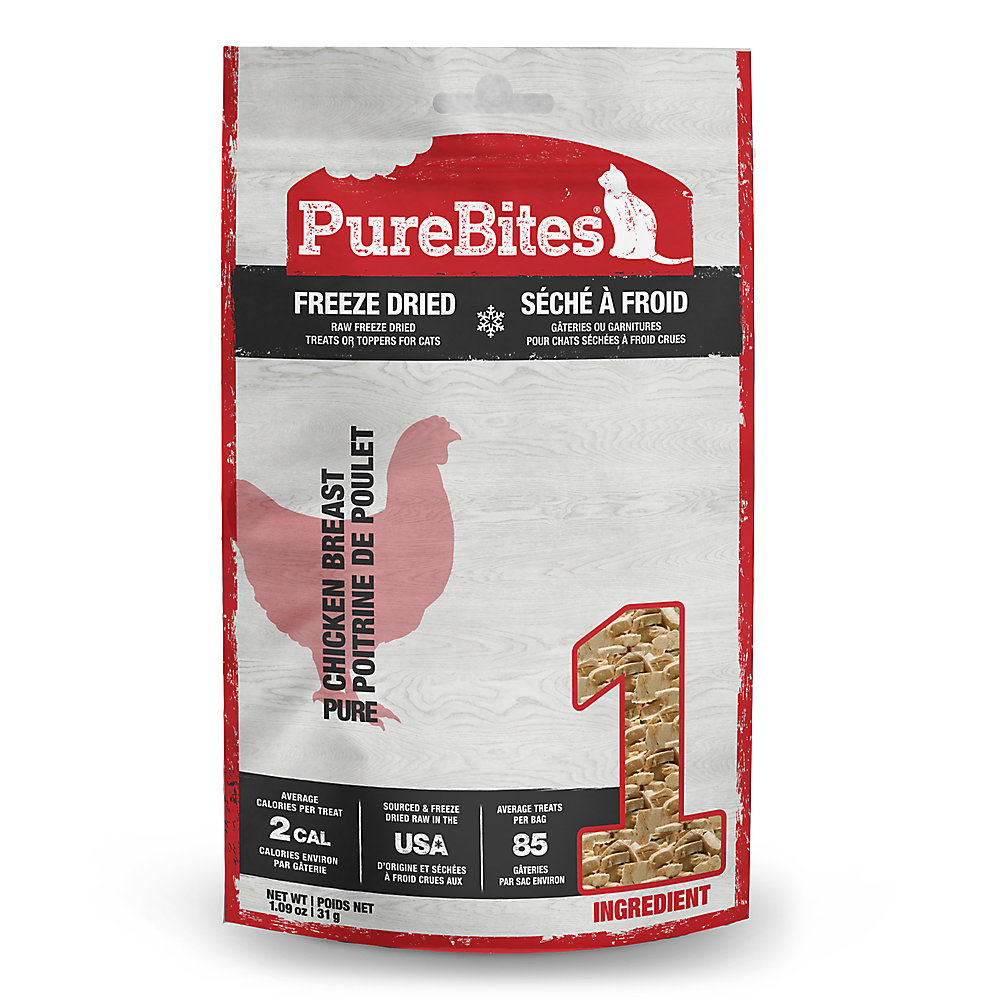 PureBites®
FREEZE DRIED
RAW FREEZE DRIED
TREATS OR TOPPERS FOR CATS
SÉCHÉ À FROID
GÂTERIES OU GARNITURES
POUR CHATS SÉCHÉES À FROID CRUES
PURE
CHICKEN BREAST
POITRINE DE POULET
AVERAGE
CALORIES PER TREAT
2 CAL
CALORIES ENVIRON
PAR GÂTERIE
SOURCED & FREEZE
DRIED RAW IN THE
USA
D'ORIGINE ET SÉCHÉES
À FROID CRUES AUX
AVERAGE TREATS
PER BAG
85
GÂTERIES
PAR SAC ENVIRON
1
INGREDIENT
NET WT | POIDS NET
1.09 oz | 31 g